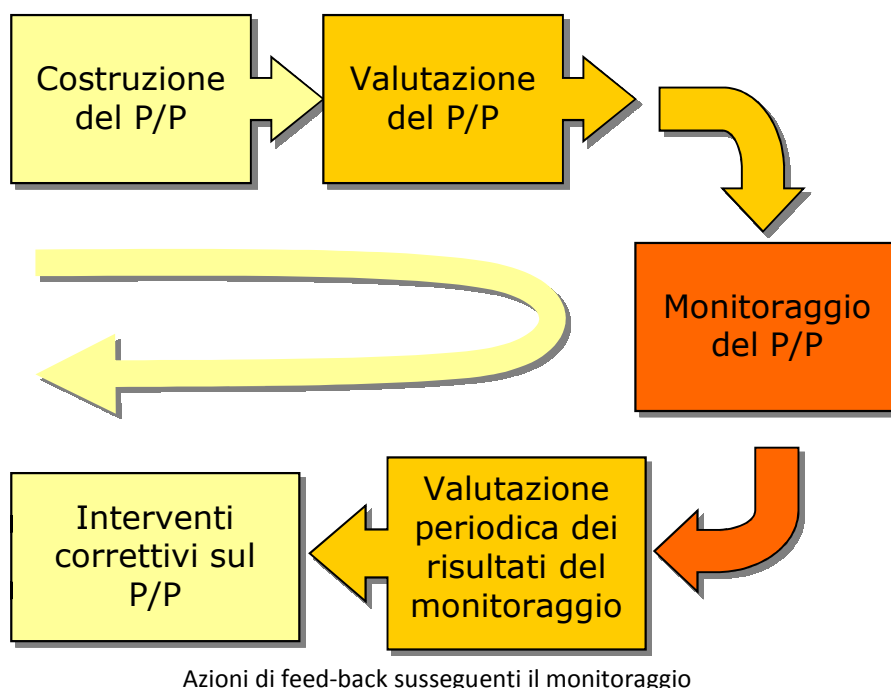 Costruzione
del P/P
Valutazione
del P/P
Monitoraggio
del P/P
Valutazione
periodica dei
risultati del
monitoraggio
Interventi
correttivi sul
P/P
Azioni di feed-back susseguenti il monitoraggio